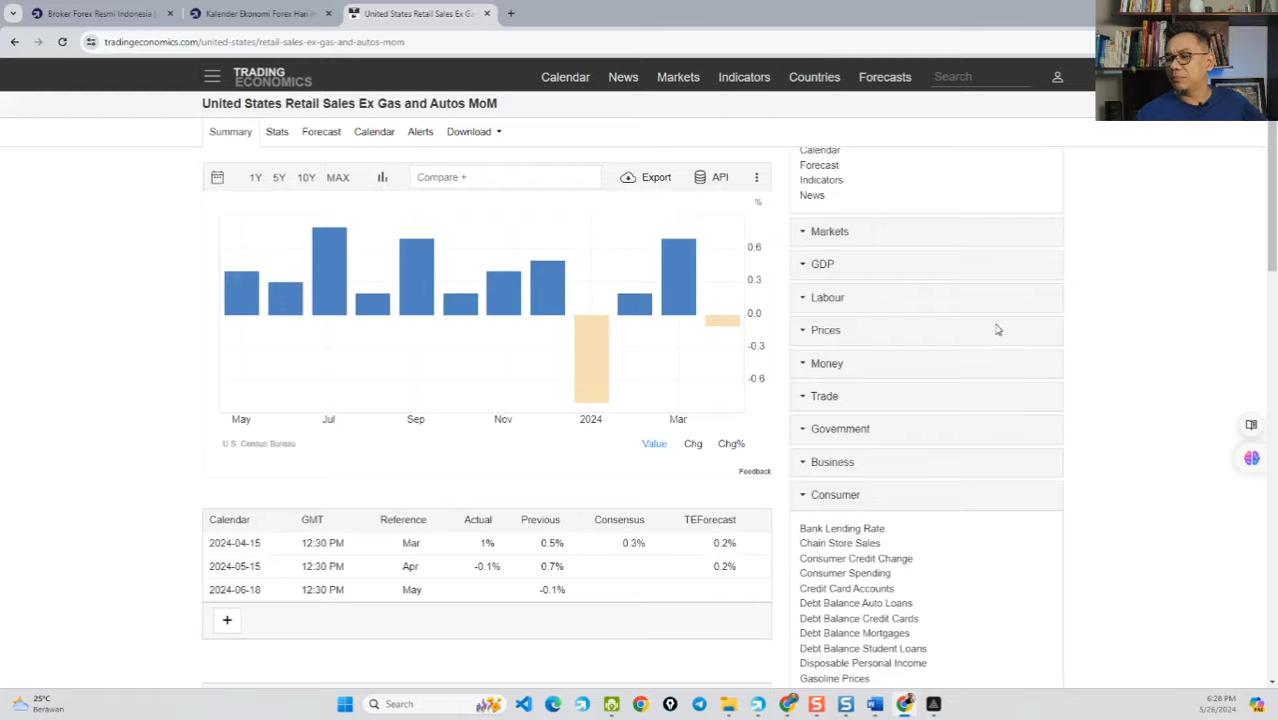 Broker Forex Resmi Indonesia |
Kalender Ekonomi Forex Hari
United States Retail Sales Ex Ga
tradingeconomics.com/united-states/retail-sales-ex-gas-and-autos-mom
TRADING ECONOMICS
Calendar News Markets Indicators Countries Forecasts Search
United States Retail Sales Ex Gas and Autos MoM
Summary Stats Forecast Calendar Alerts Download
1Y 5Y 10Y MAX Compare + Export API
%
0.6
0.3
0.0
-0.3
-0.6
May Jul Sep Nov 2024 Mar
U.S. Census Bureau
Value Chg Chg%
Feedback
Calendar GMT Reference Actual Previous Consensus TEForecast
2024-04-15 12:30 PM Mar 1% 0.5% 0.3% 0.2%
2024-05-15 12:30 PM Apr -0.1% 0.7% 0.2%
2024-06-18 12:30 PM May -0.1%
+
Calendar
Forecast
Indicators
News
Markets
GDP
Labour
Prices
Money
Trade
Government
Business
Consumer
Bank Lending Rate
Chain Store Sales
Consumer Credit Change
Consumer Spending
Credit Card Accounts
Debt Balance Auto Loans
Debt Balance Credit Cards
Debt Balance Mortgages
Debt Balance Student Loans
Disposable Personal Income
Gasoline Prices
25°C
Berawan
Search
6:28 PM
5/26/2024